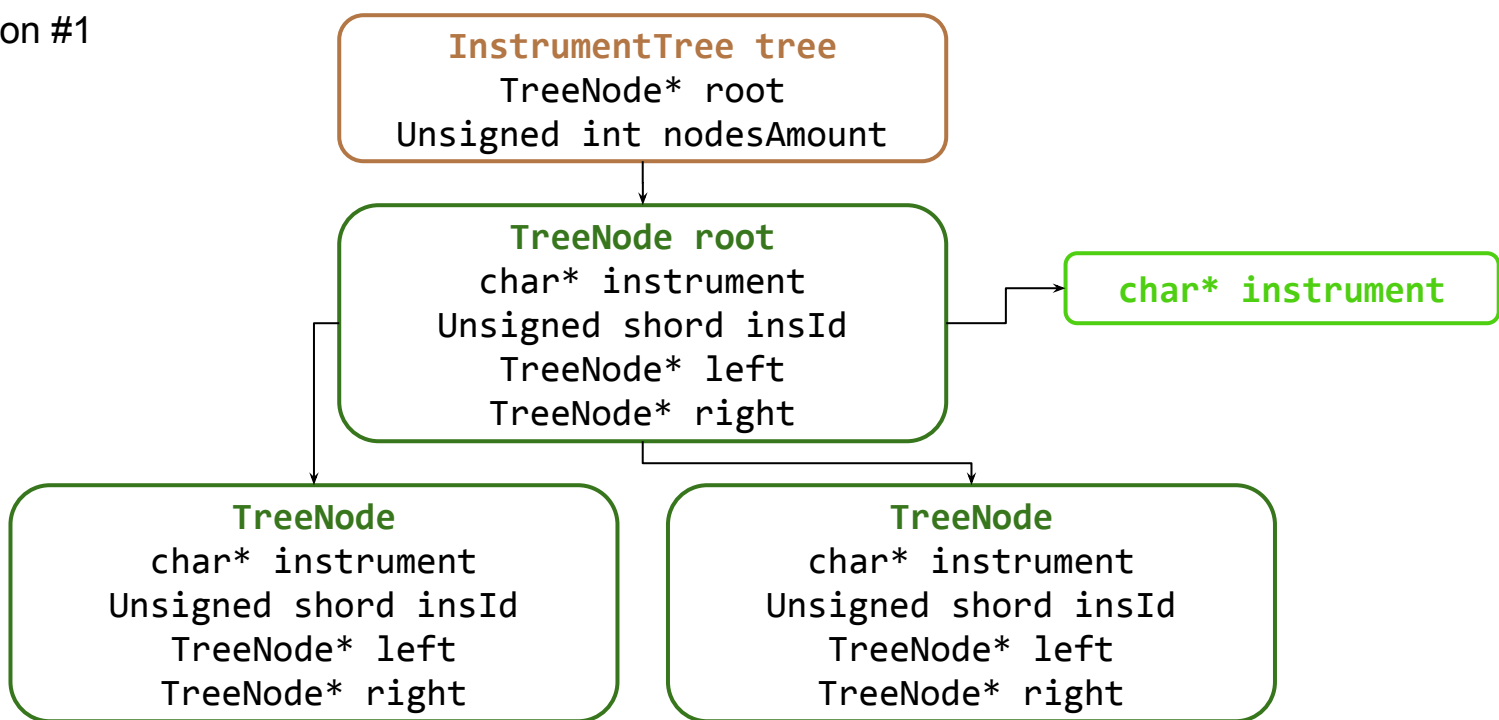 on #1
InstrumentTree tree
TreeNode* root
Unsigned int nodesAmount
TreeNode root
char* instrument
Unsigned shord insId
TreeNode* left
TreeNode* right
char* instrument
TreeNode
char* instrument
Unsigned shord insId
TreeNode* left
TreeNode* right
TreeNode
char* instrument
Unsigned shord insId
TreeNode* left
TreeNode* right